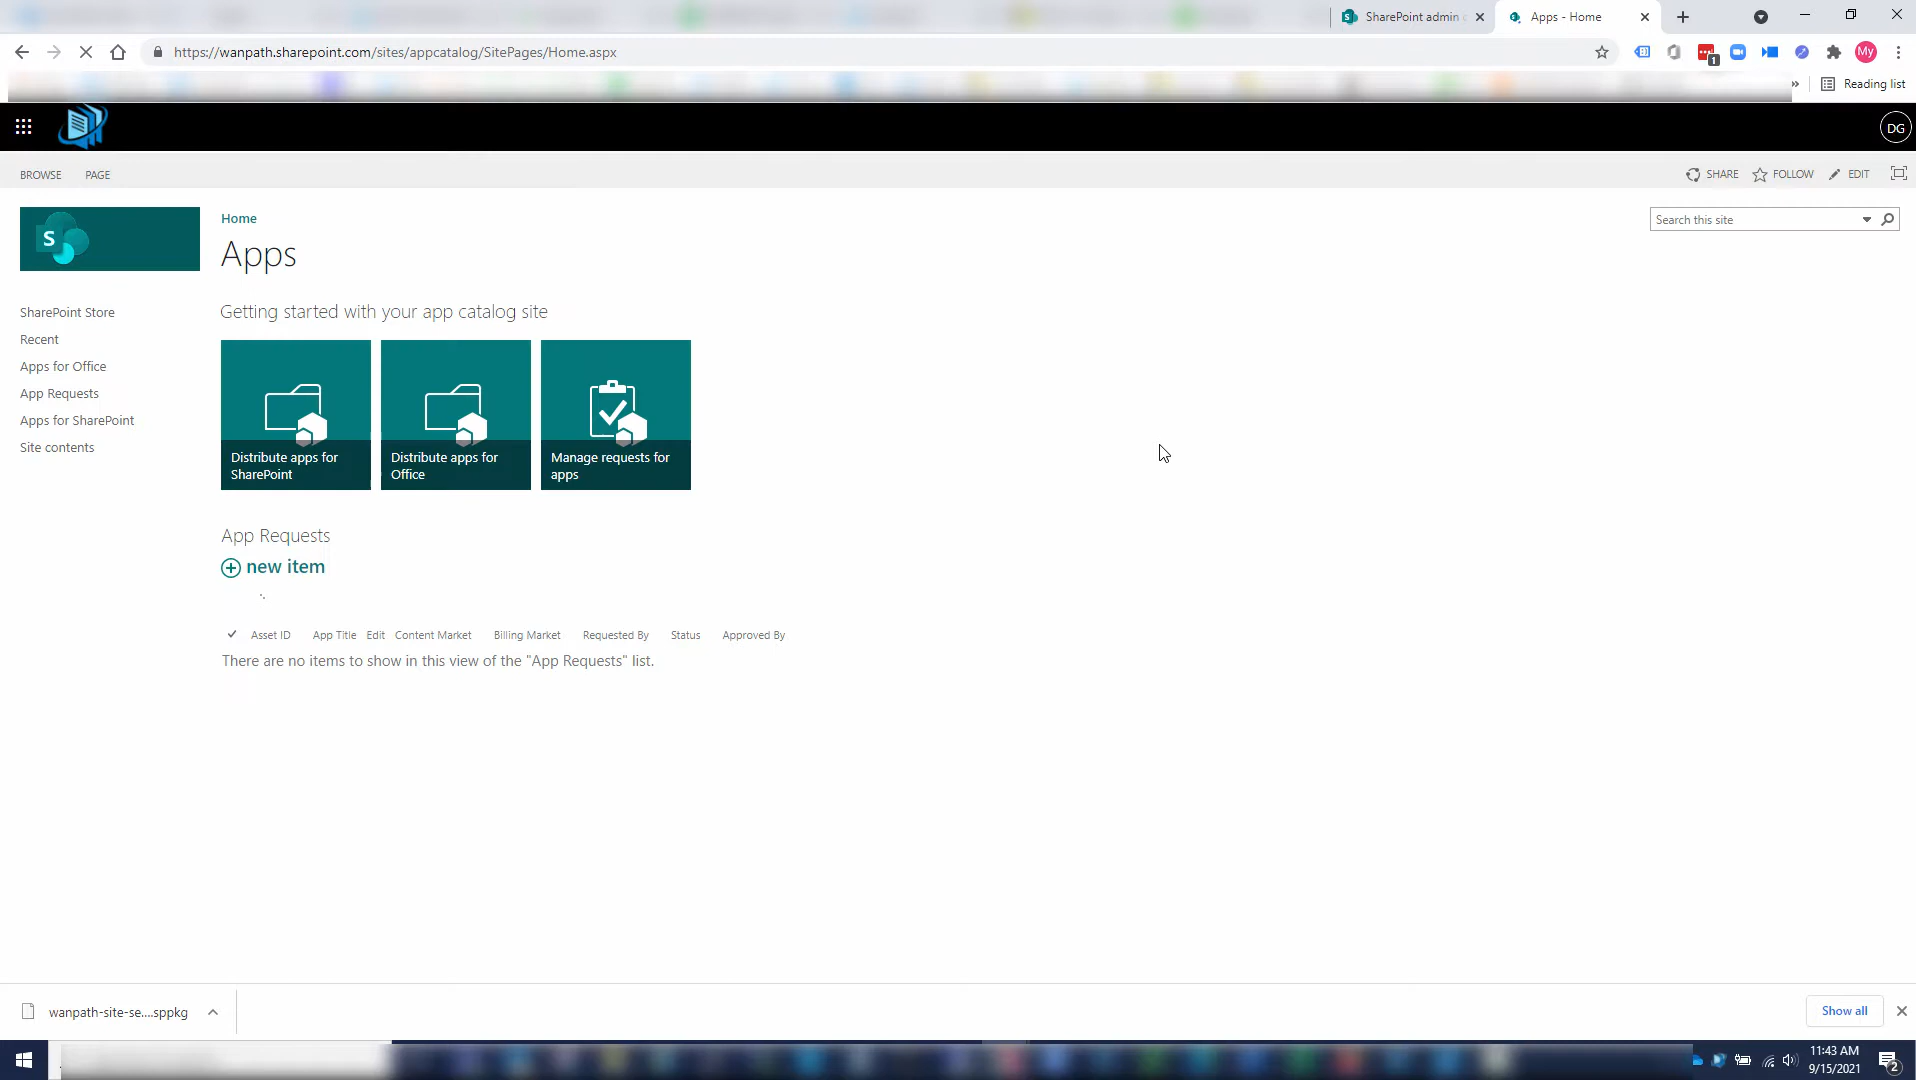 SharePoint admin
Apps - Home
https://wanpath.sharepoint.com/sites/appcatalog/SitePages/Home.aspx
1
My
»
Reading list
DG
BROWSE
PAGE
SHARE
FOLLOW
EDIT
S
Home
Search this site
Apps
SharePoint Store
Recent
Apps for Office
App Requests
Apps for SharePoint
Site contents
Getting started with your app catalog site
Distribute apps for
SharePoint
Distribute apps for
Office
Manage requests for
apps
App Requests
new item
Asset ID App Title Edit Content Market Billing Market Requested By Status Approved By
There are no items to show in this view of the "App Requests" list.
wanpath-site-se....sppkg
Show all
11:43 AM
9/15/2021
2